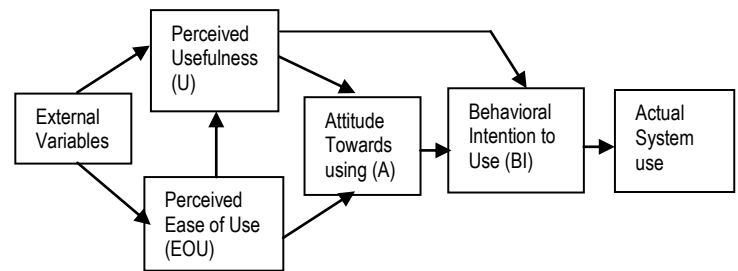 External
Variables
Perceived
Usefulness
(U)
Perceived
Ease of Use
(EOU)
Attitude
Towards
using (A)
Behavioral
Intention to
Use (BI)
Actual
System
use